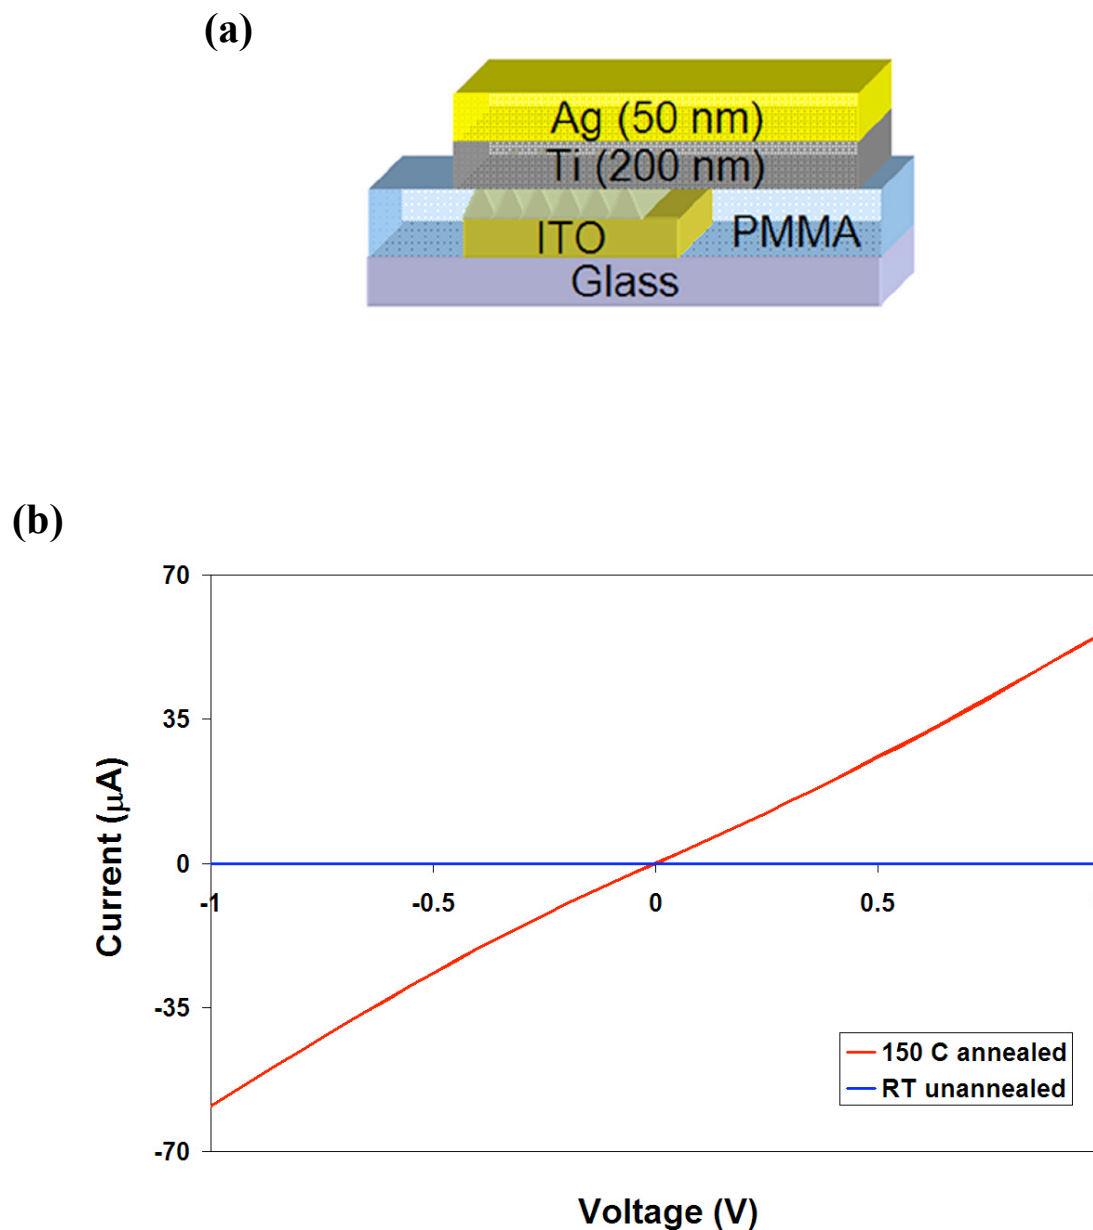 (a)
Ag (50 nm)
Ti (200 nm)
ITO
PMMA
Glass
(b)
70
35
0
-35
-70
-1
-0.5
0
0.5
Current (μA)
150 C annealed
RT unannealed
Voltage (V)